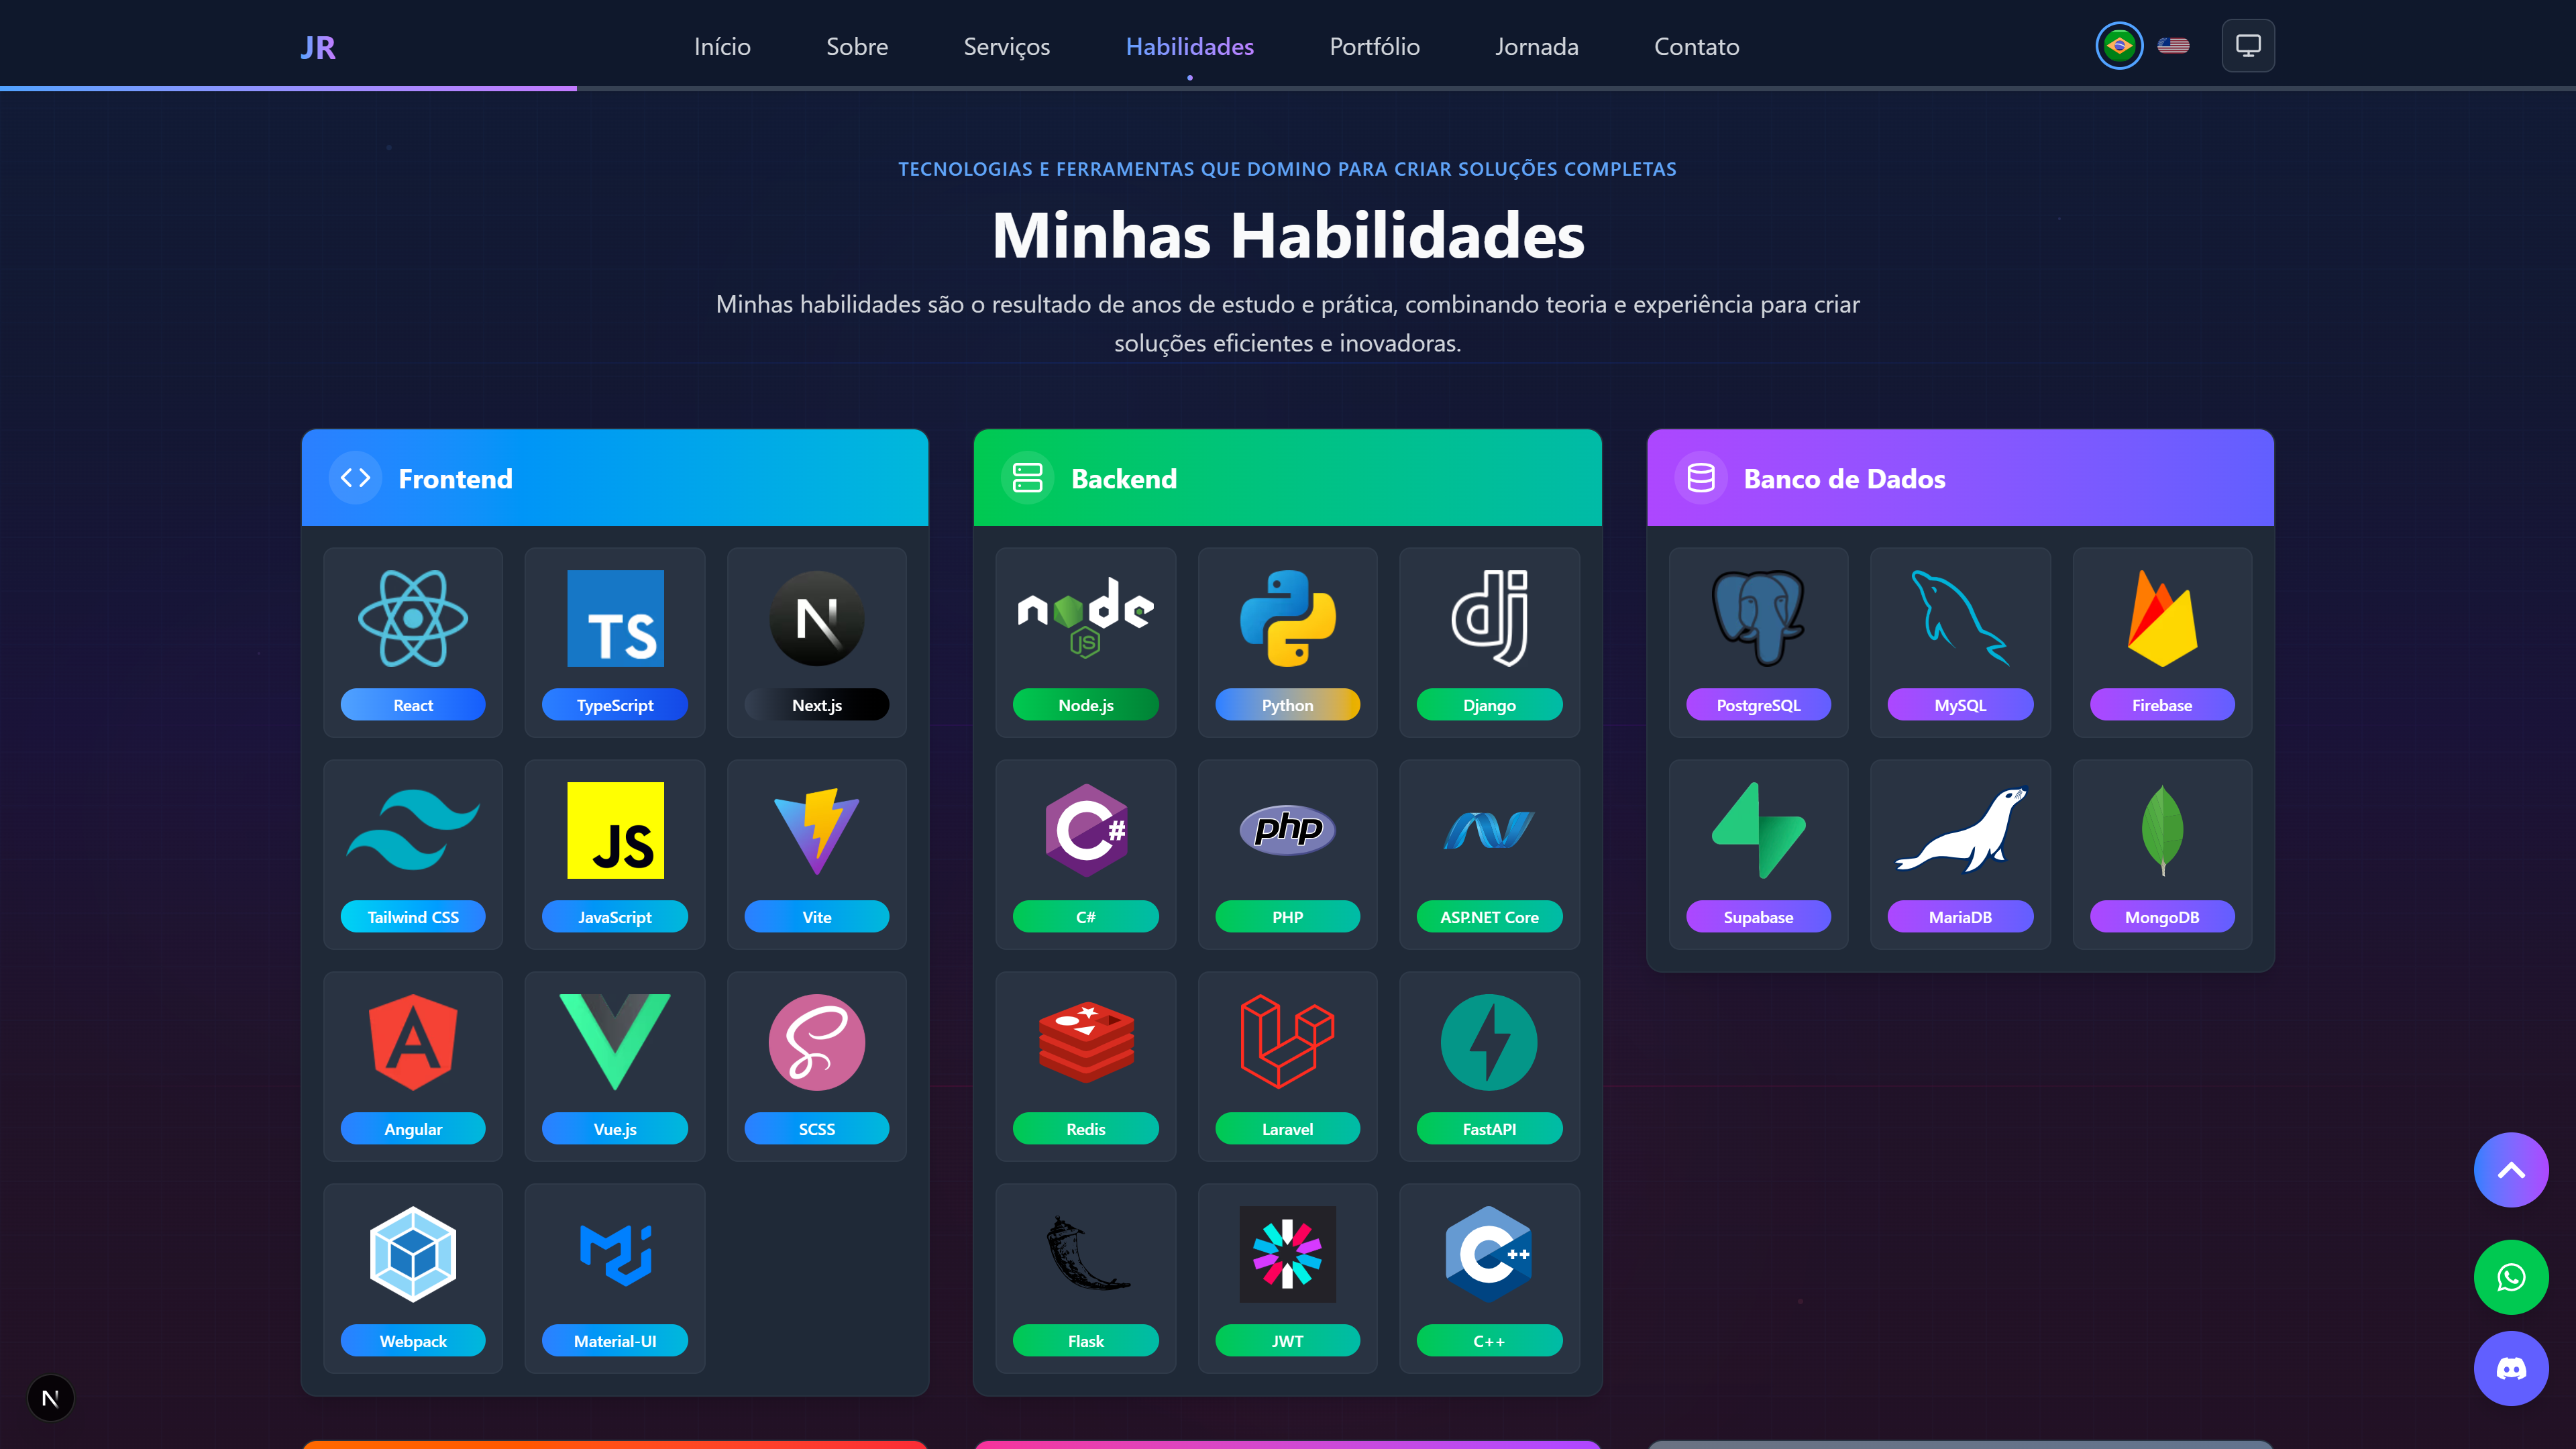 JR
Início
Sobre
Serviços
Habilidades
Portfólio
Jornada
Contato
TECNOLOGIAS E FERRAMENTAS QUE DOMINO PARA CRIAR SOLUÇÕES COMPLETAS
Minhas Habilidades
Minhas habilidades são o resultado de anos de estudo e prática, combinando teoria e experiência para criar
soluções eficientes e inovadoras.
Frontend
React
TS
TypeScript
N
Next.js
Tailwind CSS
JS
JavaScript
Vite
A
Angular
Vue.js
SCSS
Webpack
Material-UI
Backend
node
JS
Node.js
Python
dj
Django
C#
C#
php
PHP
ASP.NET Core
Redis
Laravel
FastAPI
Flask
JWT
C++
C++
Banco de Dados
PostgreSQL
MySQL
Firebase
Supabase
MariaDB
MongoDB
N